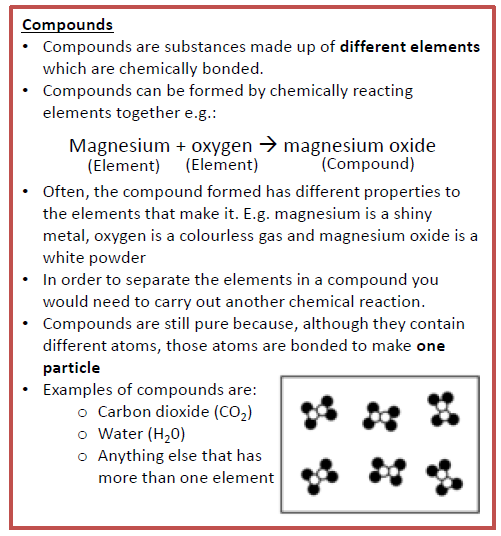 Compounds
• Compounds are substances made up of different elements
which are chemically bonded.
• Compounds can be formed by chemically reacting
elements together e.g.:
Magnesium + oxygen → magnesium oxide
(Element) (Element) (Compound)
• Often, the compound formed has different properties to
the elements that make it. E.g. magnesium is a shiny
metal, oxygen is a colourless gas and magnesium oxide is a
white powder
• In order to separate the elements in a compound you
would need to carry out another chemical reaction.
• Compounds are still pure because, although they contain
different atoms, those atoms are bonded to make one
particle
• Examples of compounds are:
o Carbon dioxide (CO₂)
o Water (H₂0)
o Anything else that has
more than one element